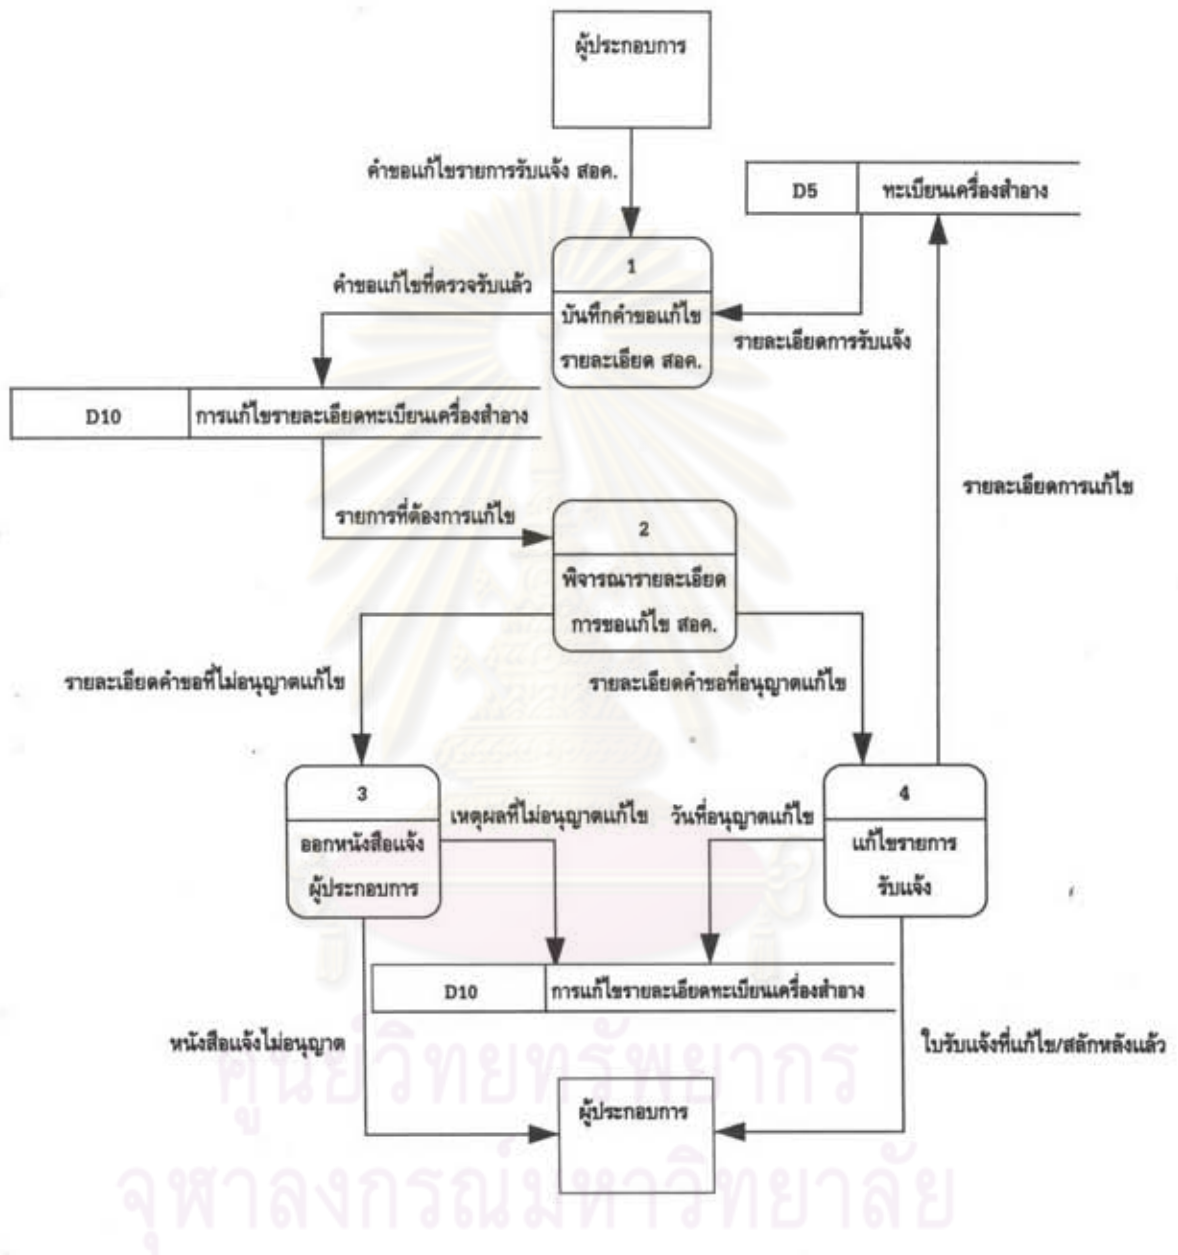 ผู้ประกอบการ
คำขอแก้ไขรายการรับแจ้ง สอค.
D5 ทะเบียนเครื่องสำอาง
1
คำขอแก้ไขที่ตรวจรับแล้ว
บันทึกคำขอแก้ไข
รายละเอียด สอค.
รายละเอียดการรับแจ้ง
D10 การแก้ไขรายละเอียดทะเบียนเครื่องสำอาง
รายละเอียดการแก้ไข
รายการที่ต้องการแก้ไข
2
พิจารณารายละเอียด
การขอแก้ไข สอค.
รายละเอียดคำขอที่ไม่อนุญาตแก้ไข
รายละเอียดคำขอที่อนุญาตแก้ไข
3
ออกหนังสือแจ้ง
ผู้ประกอบการ
เหตุผลที่ไม่อนุญาตแก้ไข
วันที่อนุญาตแก้ไข
4
แก้ไขรายการ
รับแจ้ง
D10 การแก้ไขรายละเอียดทะเบียนเครื่องสำอาง
หนังสือแจ้งไม่อนุญาต
ใบรับแจ้งที่แก้ไข/สลักหลังแล้ว
ผู้ประกอบการ
ศูนย์วิทยทรัพยากร
จุฬาลงกรณ์มหาวิทยาลัย